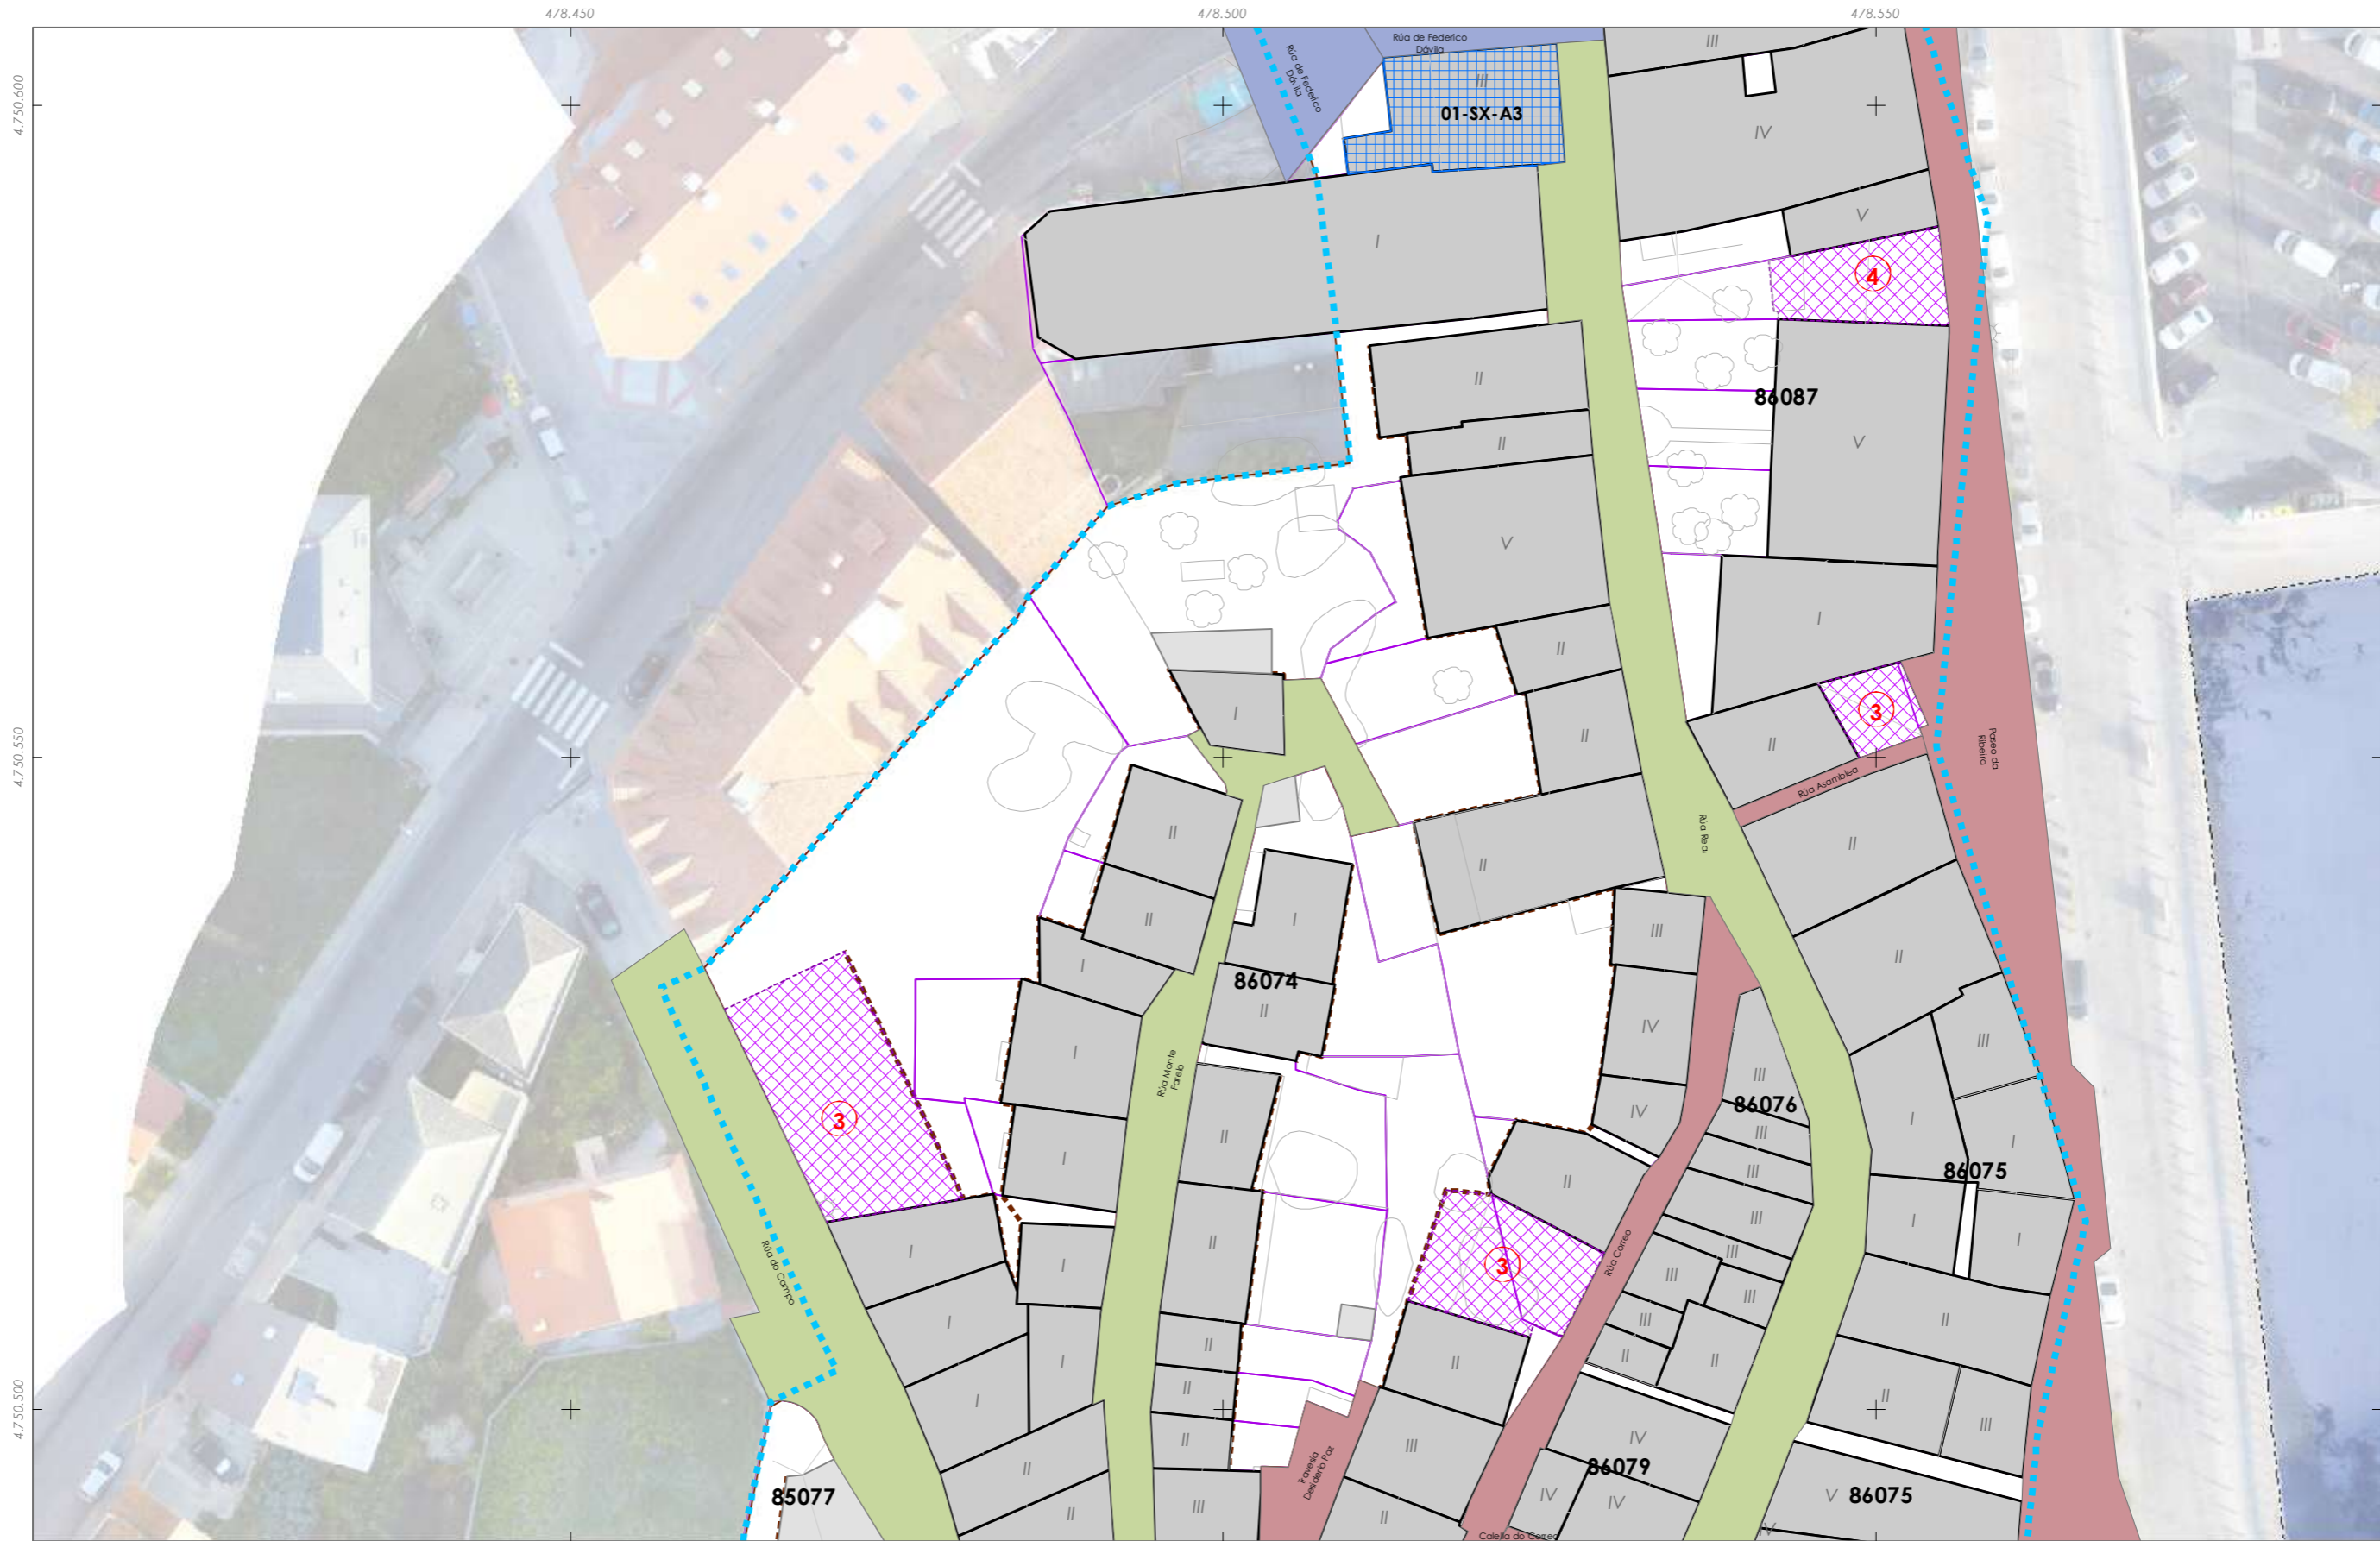 478.450
478.500
478.550
4.750.600
4.750.550
4.750.500
Rúa de Federico
Dávila
Rúa de Federico
Dávila
III
III
01-SX-A3
IV
V
I
4
II
86087
II
V
V
I
II
I
3
II
II
Paseo da
Ribeira
Rúa Asamblea
II
II
Rúa Real
II
II
I
III
II
I
86074
II
IV
III
I
Rúa Monte
Farelo
III
86076
I
I
3
IV
II
III
I
III
86075
II
III
I
II
I
I
II
Rúa Correo
III
I
Rúa do Campo
3
III
III
I
III
II
II
I
II
II
II
II
I
II
II
III
II
III
IV
86079
Travesía
Desiderio Paz
85077
III
IV
IV
V
86075
II
II
IV
Calella do Correo